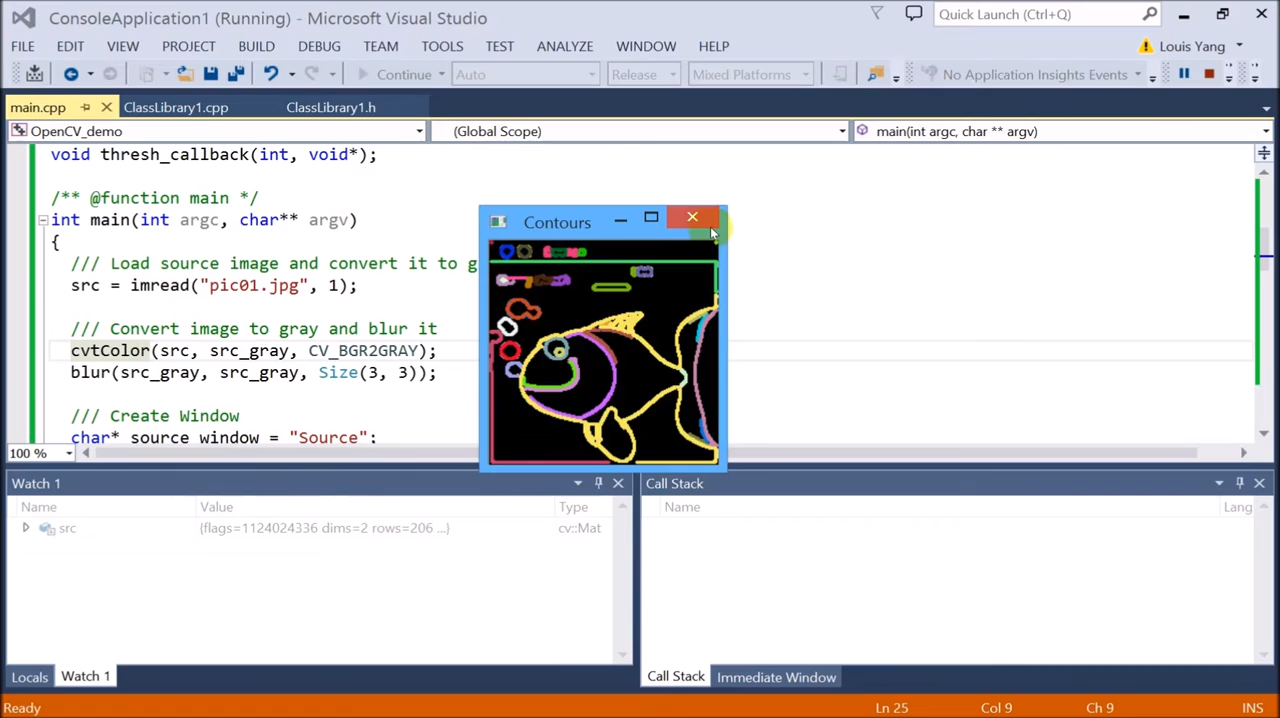 ConsoleApplication1 (Running) - Microsoft Visual Studio
Quick Launch (Ctrl+Q)
FILE EDIT VIEW PROJECT BUILD DEBUG TEAM TOOLS TEST ANALYZE WINDOW HELP
Louis Yang
Continue Auto Release Mixed Platforms No Application Insights Events
main.cpp ClassLibrary1.cpp ClassLibrary1.h
OpenCV_demo (Global Scope) main(int argc, char ** argv)
void thresh_callback(int, void*);
/** @function main */
int main(int argc, char** argv)
{
/// Load source image and convert it to g
src = imread("pic01.jpg", 1);
/// Convert image to gray and blur it
cvtColor(src, src_gray, CV_BGR2GRAY);
blur(src_gray, src_gray, Size(3, 3));
/// Create Window
char* source_window = "Source";
Contours
100 %
Watch 1
Name Value Type
src {flags=1124024336 dims=2 rows=206 ...} cv::Mat
Locals Watch 1
Call Stack
Name Lang
Call Stack Immediate Window
Ready Ln 25 Col 9 Ch 9 INS